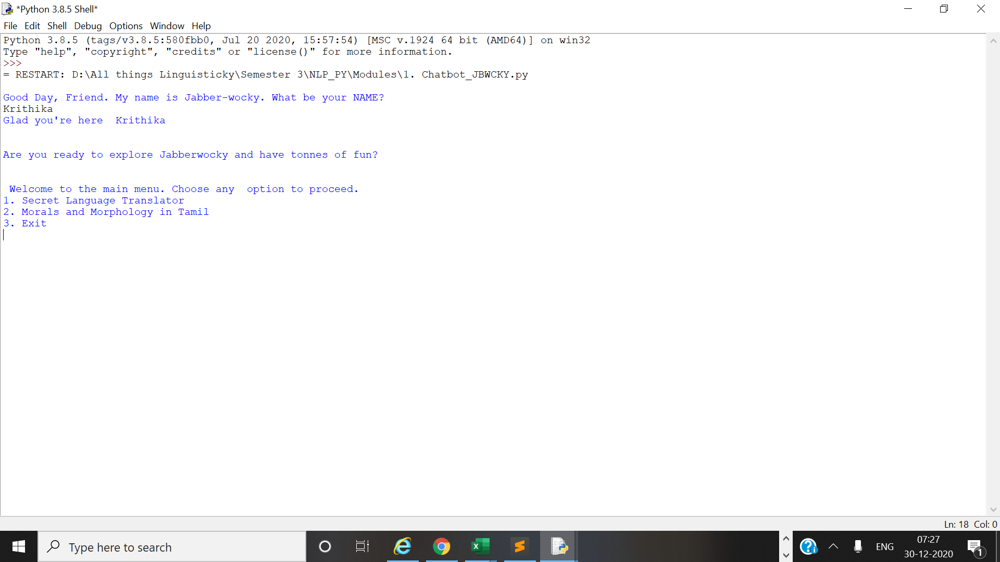 *Python 3.8.5 Shell*
File Edit Shell Debug Options Window Help
Python 3.8.5 (tags/v3.8.5:580fbb0, Jul 20 2020, 15:57:54) [MSC v.1924 64 bit (AMD64)] on win32
Type "help", "copyright", "credits" or "license()" for more information.
>>>
= RESTART: D:\All things Linguisticky\Semester 3\NLP_PY\Modules\1. Chatbot_JBWCKY.py
Good Day, Friend. My name is Jabber-wocky. What be your NAME?
Krithika
Glad you're here  Krithika
Are you ready to explore Jabberwocky and have tonnes of fun?
Welcome to the main menu. Choose any  option to proceed.
1. Secret Language Translator
2. Morals and Morphology in Tamil
3. Exit
Ln: 18 Col: 0
Type here to search
ENG
07:27
30-12-2020
1